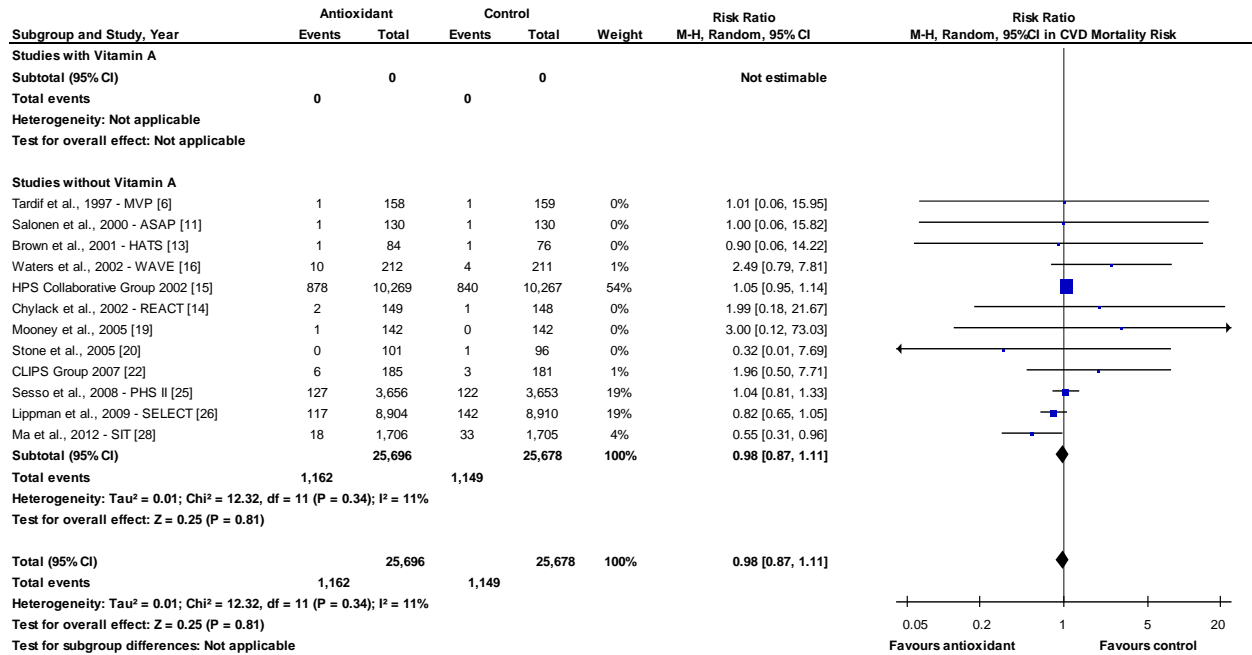 Antioxidant Control Risk Ratio Risk Ratio
Subgroup and Study, Year Events Total Events Total Weight M-H, Random, 95% CI M-H, Random, 95%CI in CVD Mortality Risk
Studies with Vitamin A
Subtotal (95% CI) 0 0 Not estimable
Total events 0 0
Heterogeneity: Not applicable
Test for overall effect: Not applicable
Studies without Vitamin A
Tardif et al., 1997 - MVP [6] 1 158 1 159 0% 1.01 [0.06, 15.95]
Salonen et al., 2000 - ASAP [11] 1 130 1 130 0% 1.00 [0.06, 15.82]
Brown et al., 2001 - HATS [13] 1 84 1 76 0% 0.90 [0.06, 14.22]
Waters et al., 2002 - WAVE [16] 10 212 4 211 1% 2.49 [0.79, 7.81]
HPS Collaborative Group 2002 [15] 878 10,269 840 10,267 54% 1.05 [0.95, 1.14]
Chylack et al., 2002 - REACT [14] 2 149 1 148 0% 1.99 [0.18, 21.67]
Mooney et al., 2005 [19] 1 142 0 142 0% 3.00 [0.12, 73.03]
Stone et al., 2005 [20] 0 101 1 96 0% 0.32 [0.01, 7.69]
CLIPS Group 2007 [22] 6 185 3 181 1% 1.96 [0.50, 7.71]
Sesso et al., 2008 - PHS II [25] 127 3,656 122 3,653 19% 1.04 [0.81, 1.33]
Lippman et al., 2009 - SELECT [26] 117 8,904 142 8,910 19% 0.82 [0.65, 1.05]
Ma et al., 2012 - SIT [28] 18 1,706 33 1,705 4% 0.55 [0.31, 0.96]
Subtotal (95% CI) 25,696 25,678 100% 0.98 [0.87, 1.11]
Total events 1,162 1,149
Heterogeneity: Tau² = 0.01; Chi² = 12.32, df = 11 (P = 0.34); I² = 11%
Test for overall effect: Z = 0.25 (P = 0.81)
Total (95% CI) 25,696 25,678 100% 0.98 [0.87, 1.11]
Total events 1,162 1,149
Heterogeneity: Tau² = 0.01; Chi² = 12.32, df = 11 (P = 0.34); I² = 11%
Test for overall effect: Z = 0.25 (P = 0.81) 0.05 0.2 1 5 20
Test for subgroup differences: Not applicable Favours antioxidant Favours control